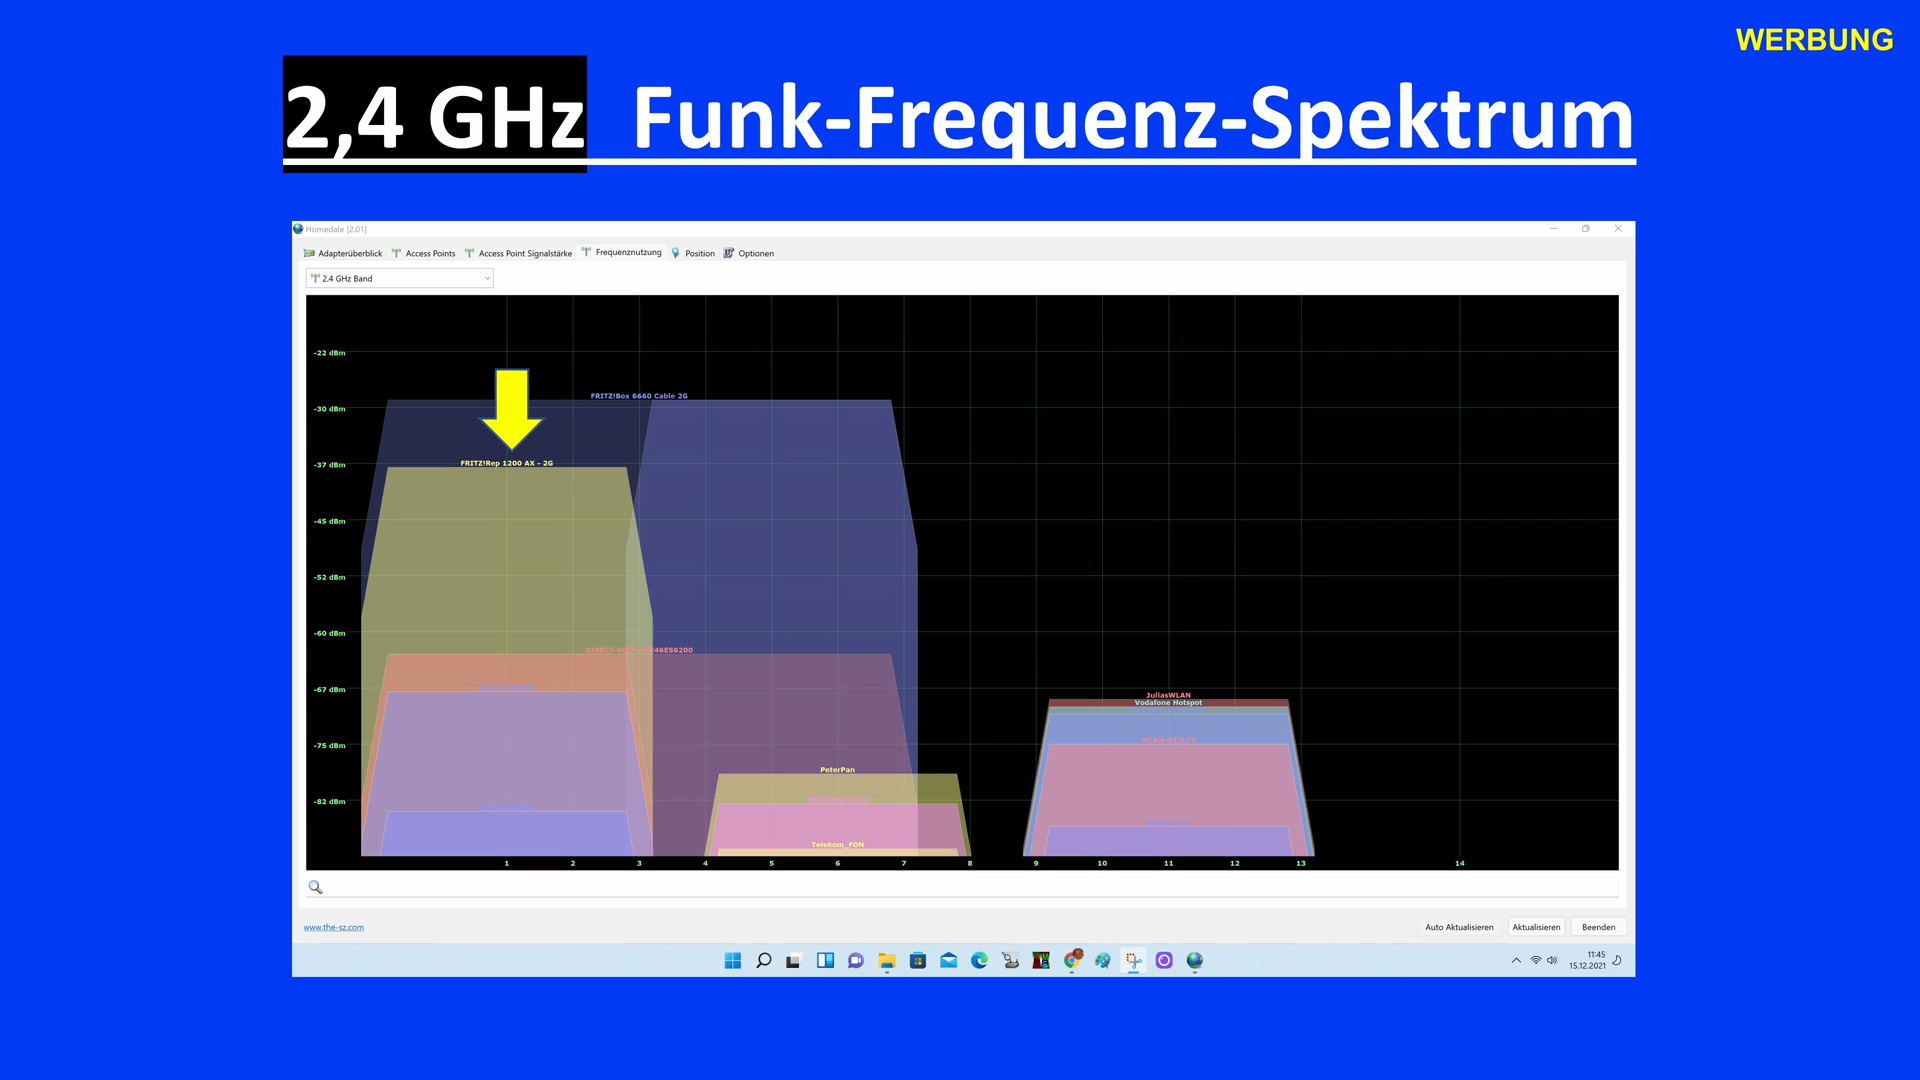 WERBUNG
2,4 GHz Funk-Frequenz-Spektrum
Homedale [2.01]
Adapterüberblick Access Points Access Point Signalstärke Frequenznutzung Position Optionen
2.4 GHz Band
-22 dBm
FRITZ!Box 6660 Cable 2G
-30 dBm
FRITZ!Rep 1200 AX - 2G
-37 dBm
-45 dBm
-52 dBm
-60 dBm
-67 dBm
JuliasWLAN
Vodafone Hotspot
-75 dBm
PeterPan
-82 dBm
Telekom_FON
1 2 3 4 5 6 7 8 9 10 11 12 13 14
www.the-sz.com
Auto Aktualisieren Aktualisieren Beenden
11:45
15.12.2021